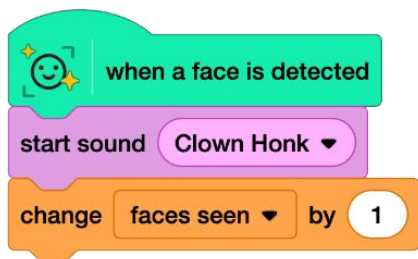 when a face is detected
start sound Clown Honk
change faces seen by 1